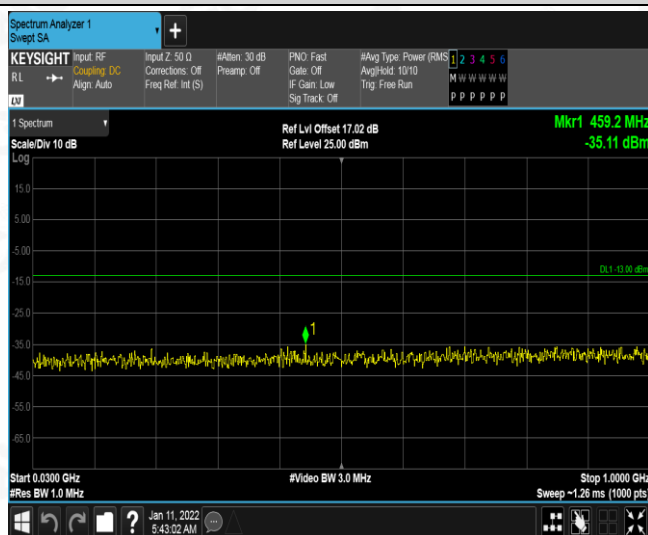 Spectrum Analyzer 1
Swept SA
+
KEYSIGHT
RL
LXI
Input: RF
Coupling: DC
Align: Auto
Input Z: 50 Ω
Corrections: Off
Freq Ref: Int (S)
#Atten: 30 dB
Preamp: Off
PNO: Fast
Gate: Off
IF Gain: Low
Sig Track: Off
#Avg Type: Power (RMS
Avg|Hold: 10/10
Trig: Free Run
1 2 3 4 5 6
M W W W W W
P P P P P P
1 Spectrum
Scale/Div 10 dB
Ref Lvl Offset 17.02 dB
Ref Level 25.00 dBm
Mkr1 459.2 MHz
-35.11 dBm
Log
15.0
5.00
-5.00
DL1 -13.00 dBm
-15.0
-25.0
1
-35.0
-45.0
-55.0
-65.0
Start 0.0300 GHz
#Video BW 3.0 MHz
Stop 1.0000 GHz
#Res BW 1.0 MHz
Sweep ~1.26 ms (1000 pts)
?
Jan 11, 2022
5:43:02 AM